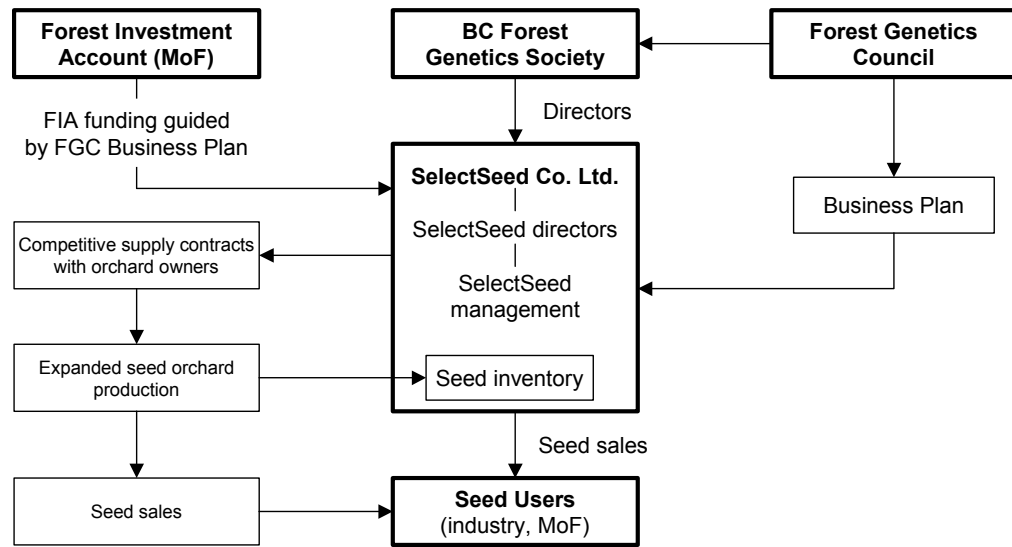 Forest Investment
Account (MoF)
BC Forest
Genetics Society
Forest Genetics
Council
FIA funding guided
by FGC Business Plan
Directors
SelectSeed Co. Ltd.
SelectSeed directors
SelectSeed
management
Business Plan
Competitive supply contracts
with orchard owners
Expanded seed orchard
production
Seed inventory
Seed sales
Seed sales
Seed Users
(industry, MoF)